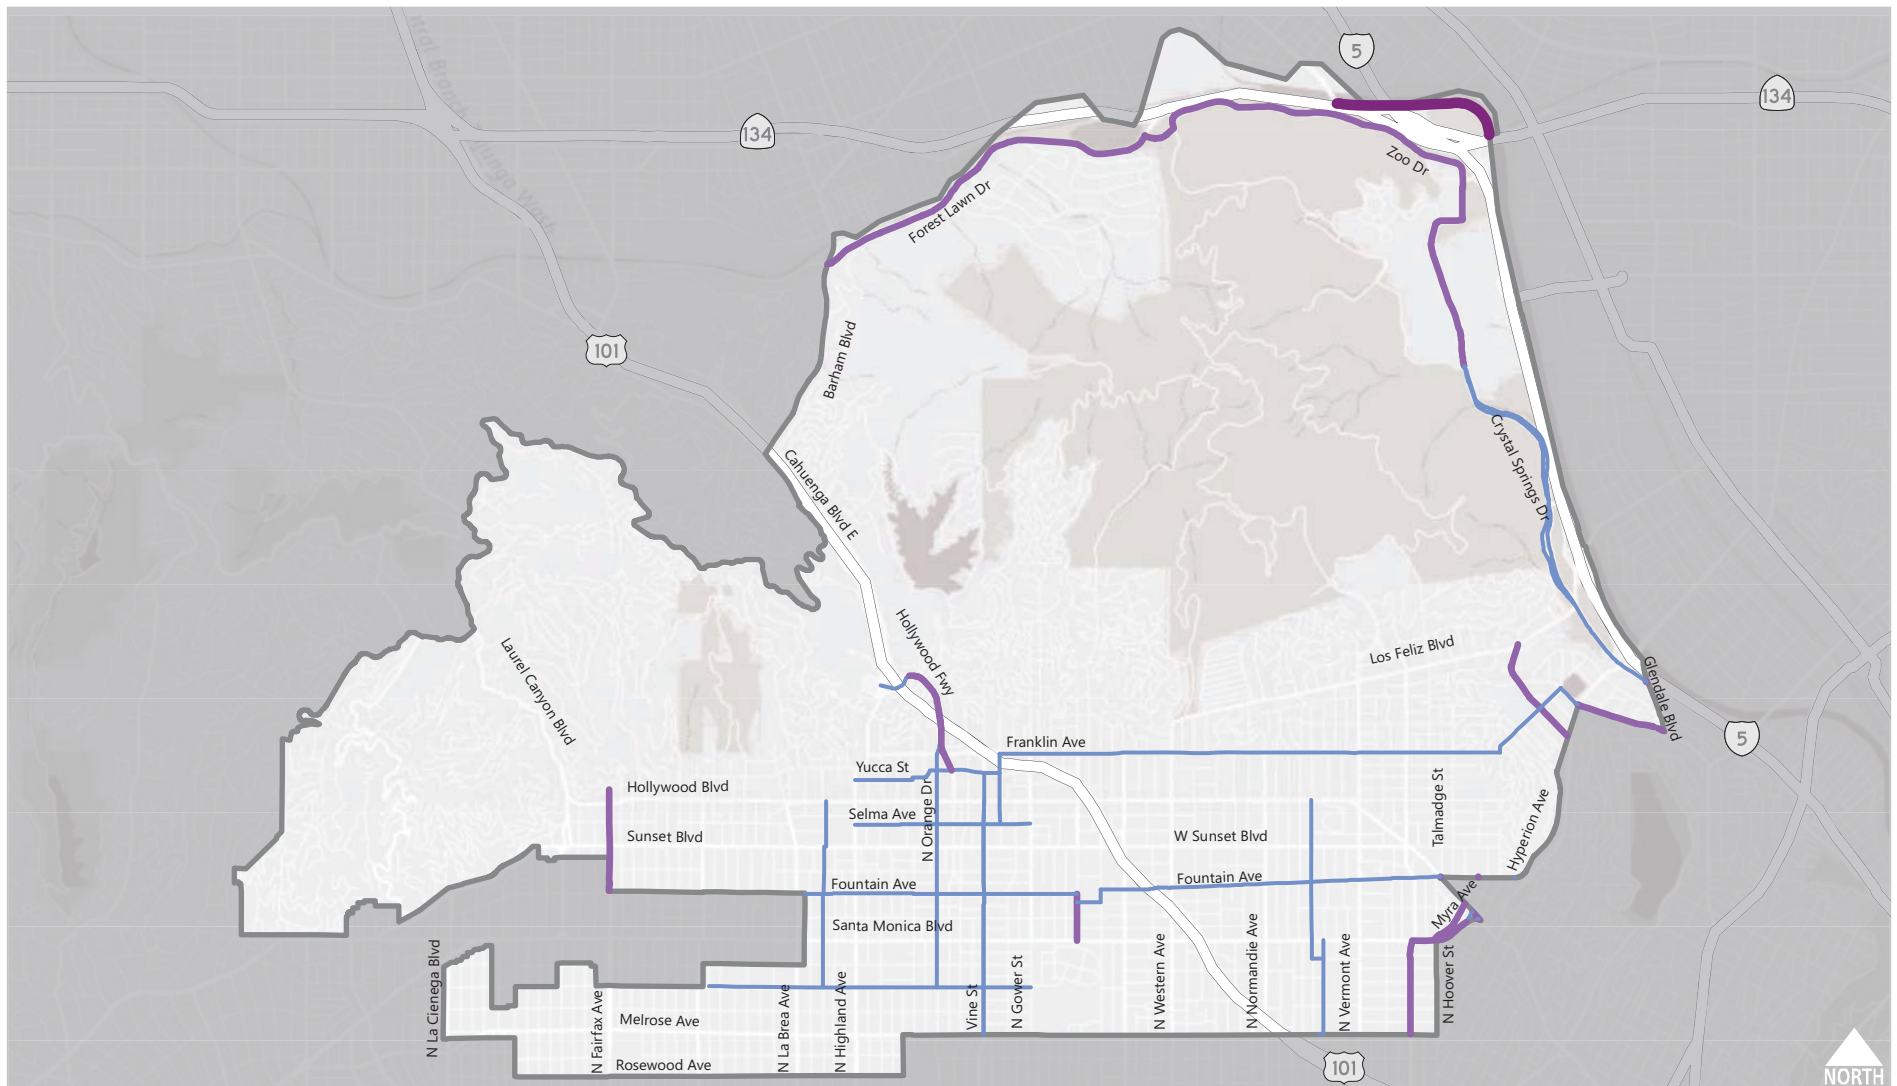 5
134
134
tral Branch Tujunga Wash
Zoo Dr
Forest Lawn Dr
101
Barham Blvd
Crystal Springs Dr
Cahuenga Blvd E
Hollywood Fwy
Laurel Canyon Blvd
Los Feliz Blvd
Glendale Blvd
5
Franklin Ave
Yucca St
Hollywood Blvd
N Orange Dr
Talmadge St
Hyperion Ave
Selma Ave
Sunset Blvd
W Sunset Blvd
Fountain Ave
Fountain Ave
Myra Ave
Santa Monica Blvd
N La Cienega Blvd
N Fairfax Ave
N La Brea Ave
N Highland Ave
Vine St
N Gower St
N Western Ave
N Normandie Ave
N Vermont Ave
N Hoover St
Melrose Ave
Rosewood Ave
101
NORTH